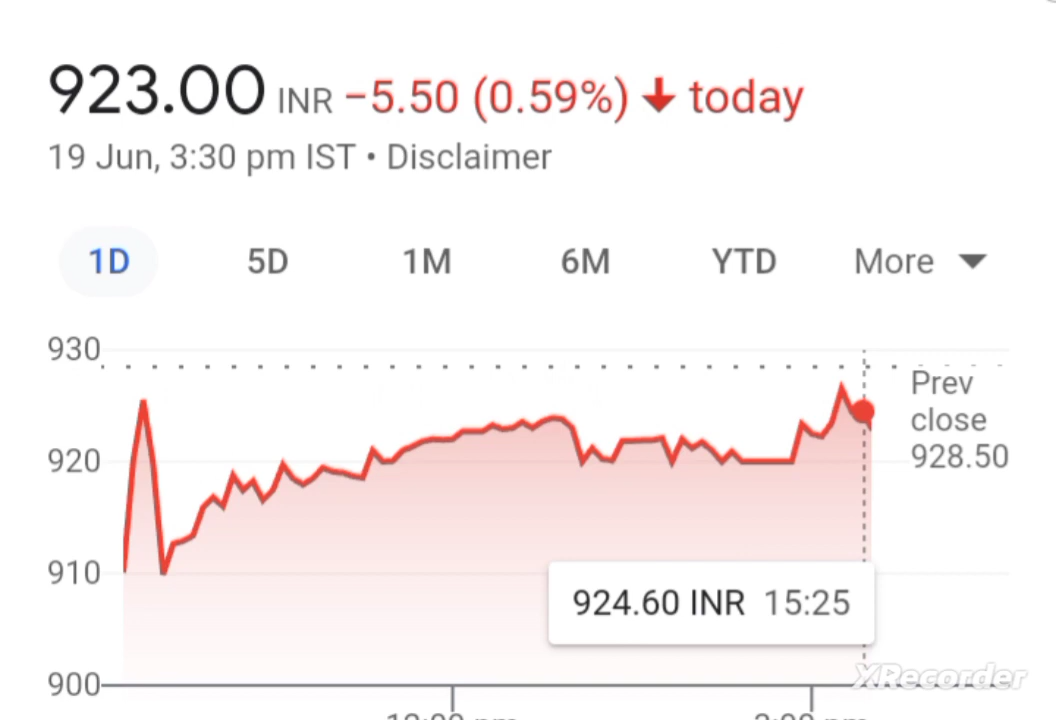 923.00 INR −5.50 (0.59%) ↓ today
19 Jun, 3:30 pm IST • Disclaimer
1D 5D 1M 6M YTD More
930
Prev
close
928.50
920
910
924.60 INR 15:25
900
XRecorder